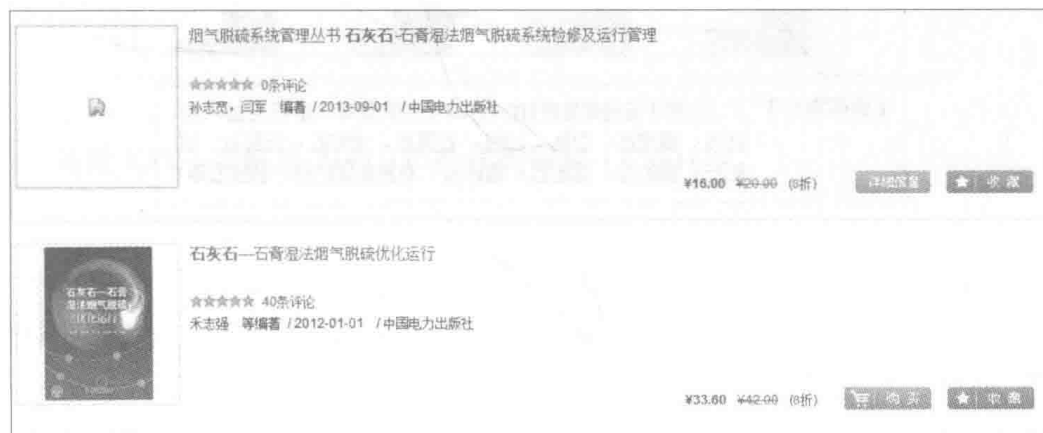 烟气脱硫系统管理丛书 石灰石-石膏湿法烟气脱硫系统检修及运行管理
0条评论
孙志宽，闫军 编著 / 2013-09-01 / 中国电力出版社
¥16.00 ¥20.00 (8折) 收藏
石灰石—石膏湿法烟气脱硫优化运行
40条评论
禾志强 等编著 / 2012-01-01 / 中国电力出版社
石灰石—石膏
湿法烟气脱硫
优化运行
¥33.60 ¥42.00 (8折) 购买 收藏